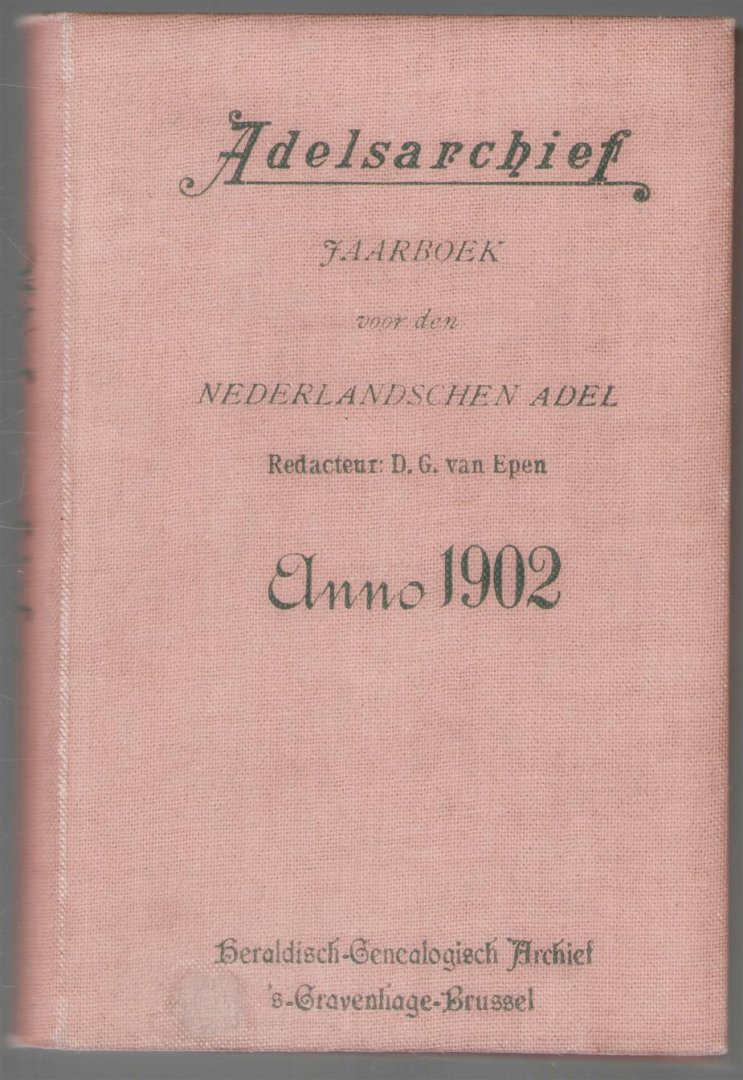 Adelsarchief
JAARBOEK
voor den
NEDERLANDSCHEN ADEL
Redacteur: D. G. van Epen
Anno 1902
Heraldisch-Genealogisch Archief
's-Gravenhage-Brussel